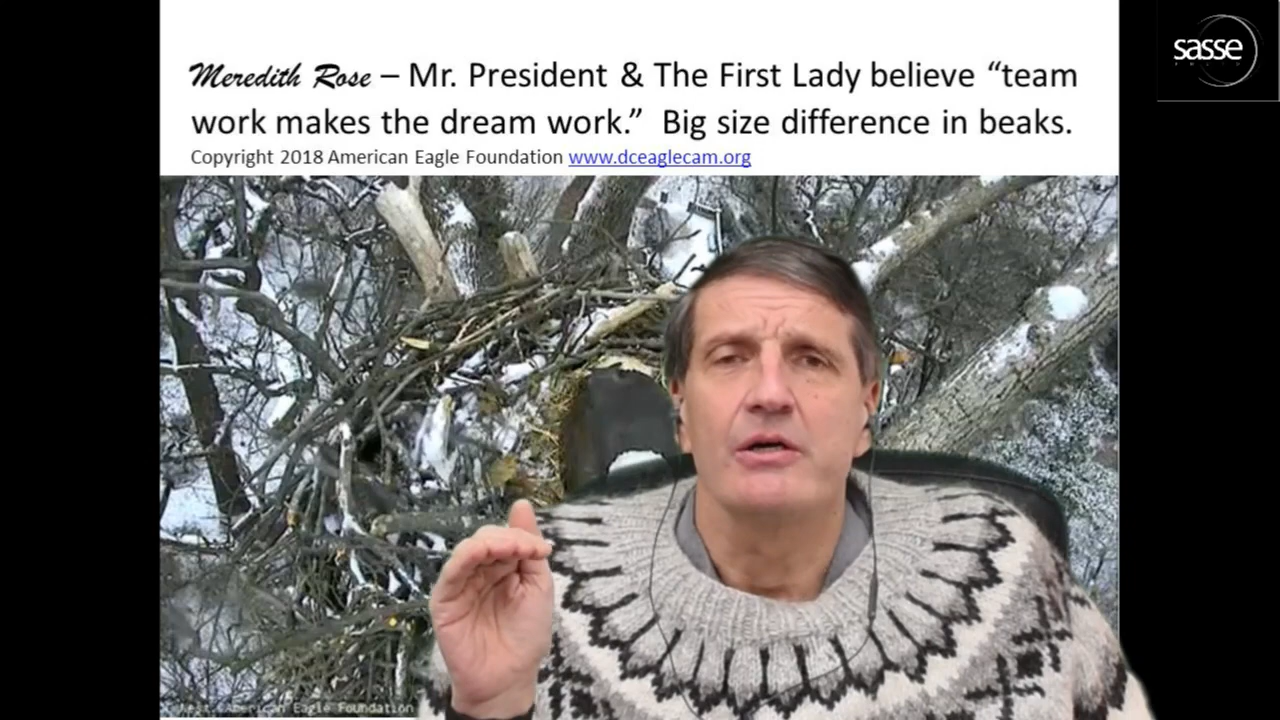 Meredith Rose – Mr. President & The First Lady believe “team
work makes the dream work.” Big size difference in beaks.
Copyright 2018 American Eagle Foundation www.dceaglecam.org
sasse
American Eagle Foundation